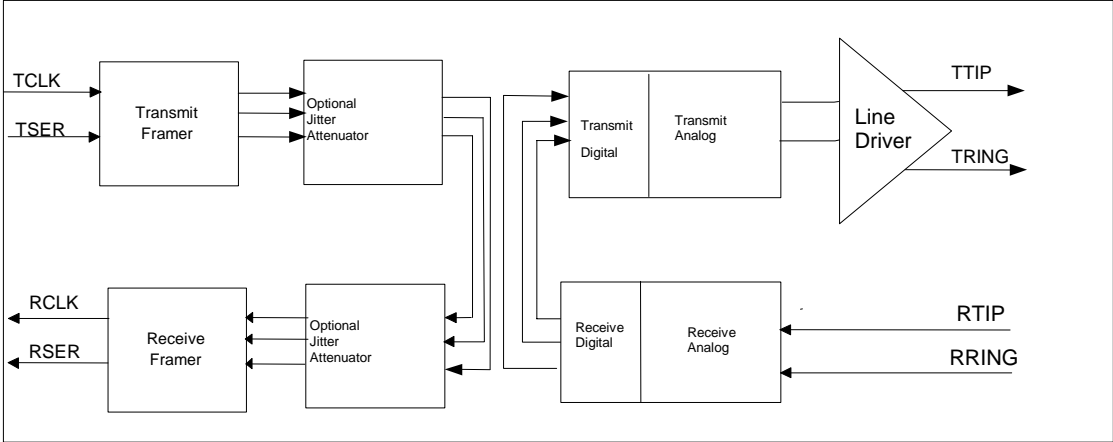 TCLK
TSER
Transmit
Framer
Optional
Jitter
Attenuator
Transmit
Digital
Transmit
Analog
Line
Driver
TTIP
TRING
RCLK
RSER
Receive
Framer
Optional
Jitter
Attenuator
Receive
Digital
Receive
Analog
RTIP
RRING